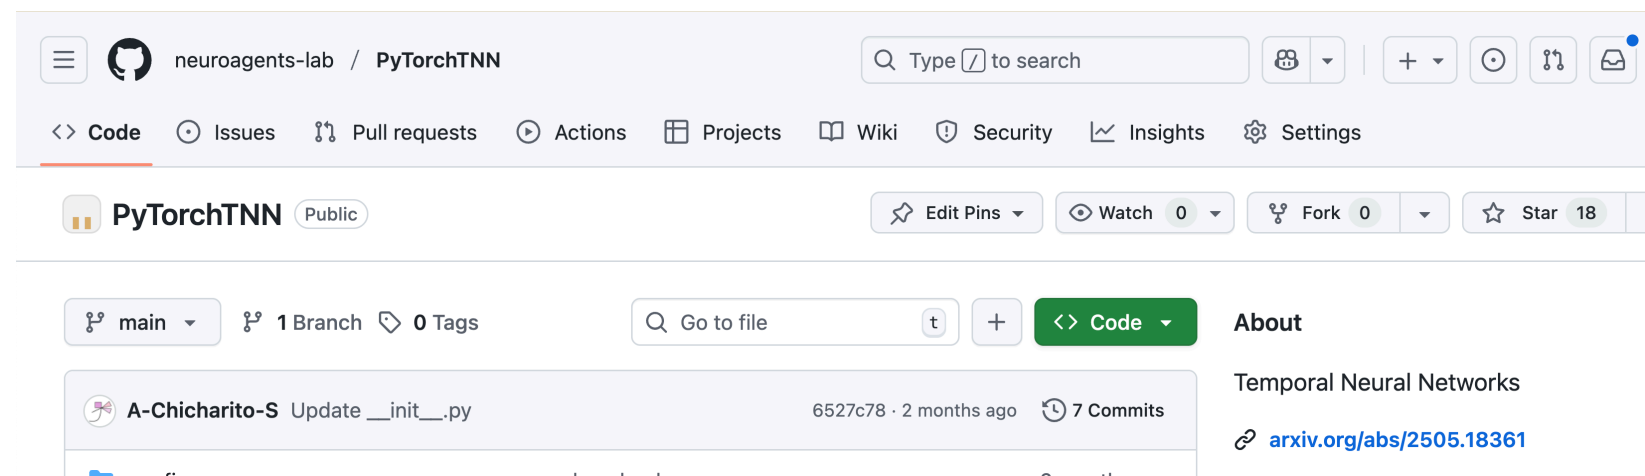 neuroagents-lab / PyTorchTNN
Type / to search
Code
Issues
Pull requests
Actions
Projects
Wiki
Security
Insights
Settings
PyTorchTNN Public
Edit Pins
Watch 0
Fork 0
Star 18
main
1 Branch
0 Tags
Go to file t
Code
A-Chicharito-S Update __init__.py 6527c78 · 2 months ago 7 Commits
About
Temporal Neural Networks
arxiv.org/abs/2505.18361